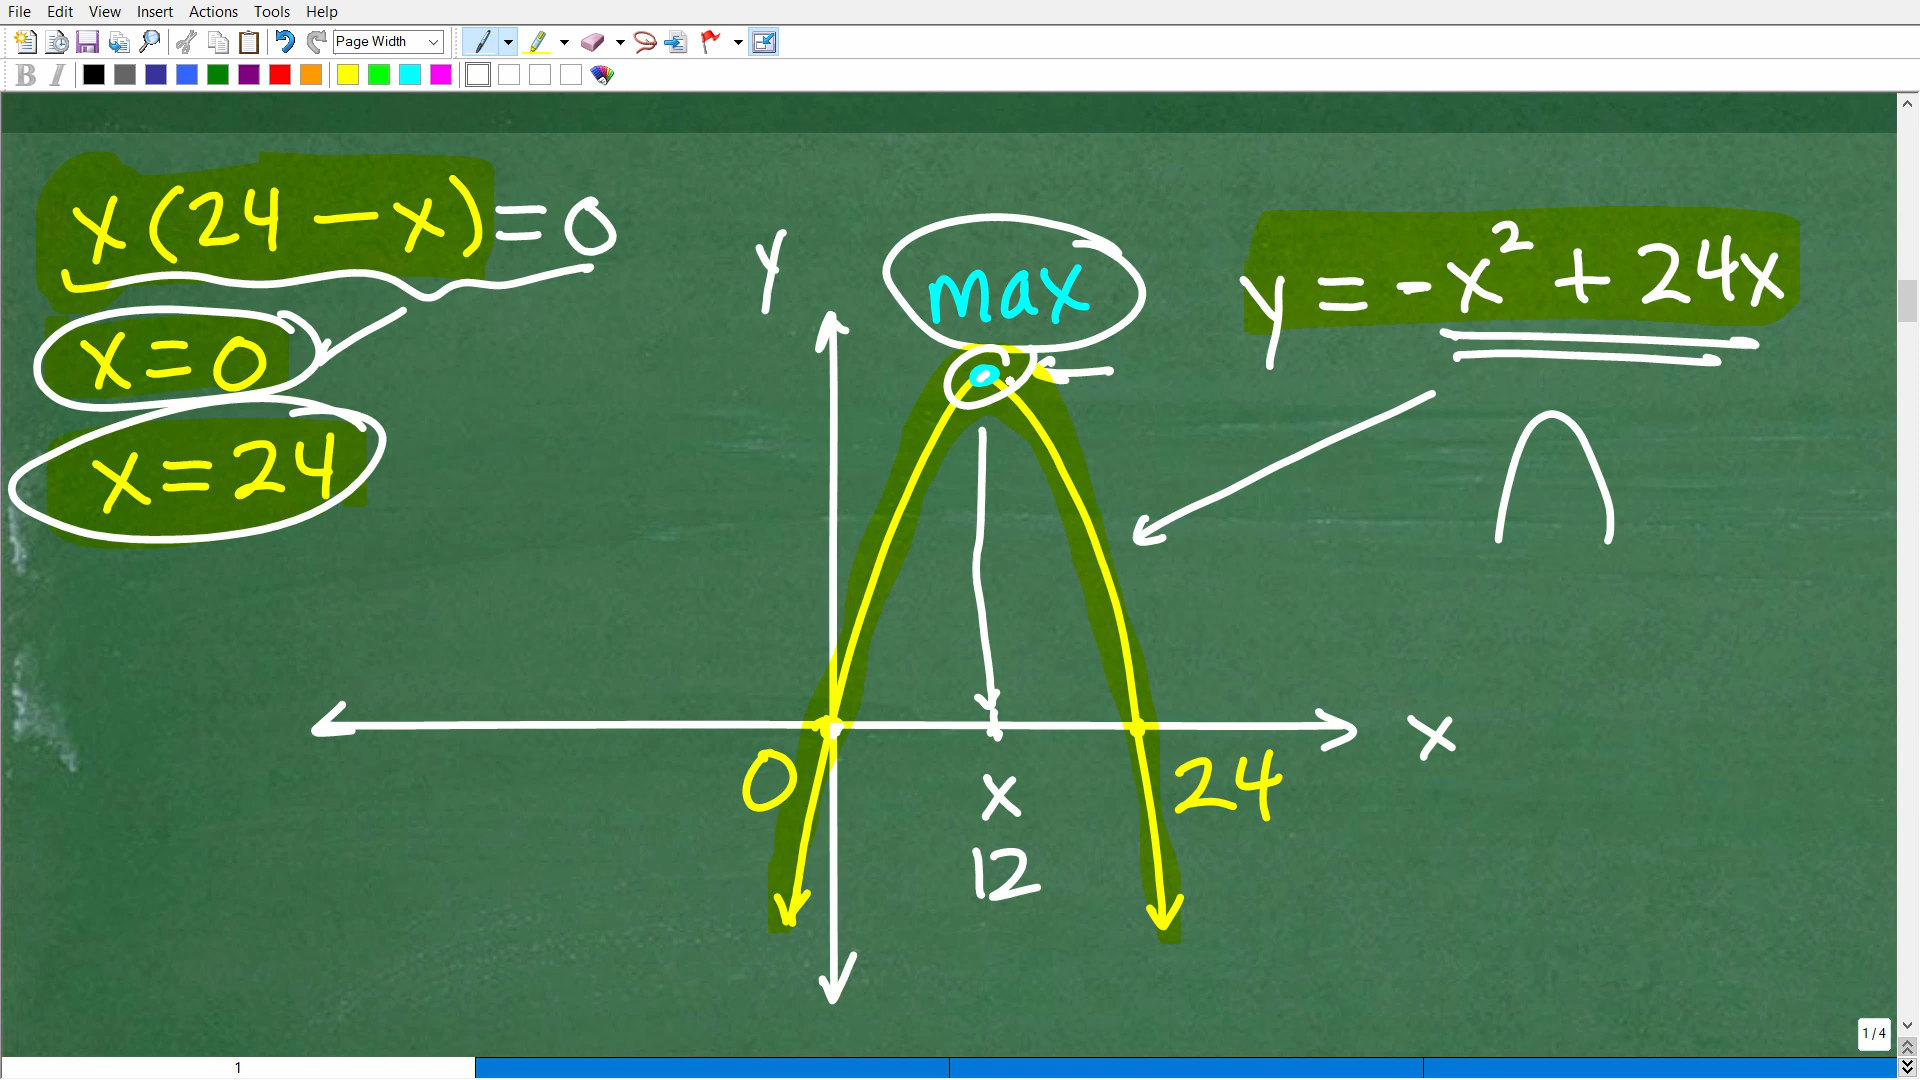 File Edit View Insert Actions Tools Help
Page Width
B I
x(24 - x) = 0
x = 0
x = 24
y
max
y = -x² + 24x
x
0
24
x
12
1 / 4
1